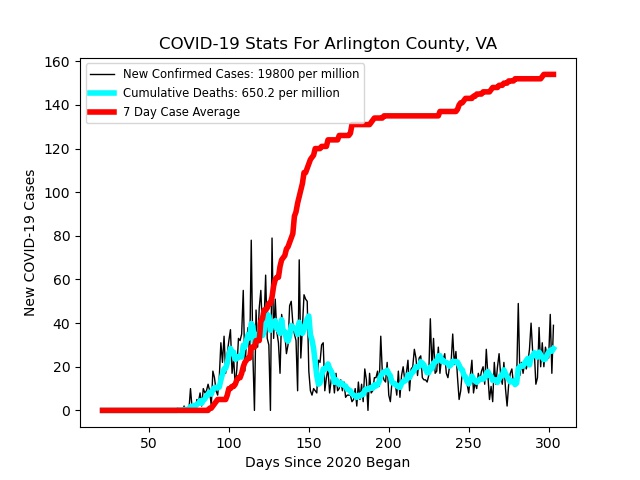 COVID-19 Stats For Arlington County, VA
New Confirmed Cases: 19800 per million
Cumulative Deaths: 650.2 per million
7 Day Case Average
New COVID-19 Cases
160
140
120
100
80
60
40
20
0
50 100 150 200 250 300
Days Since 2020 Began